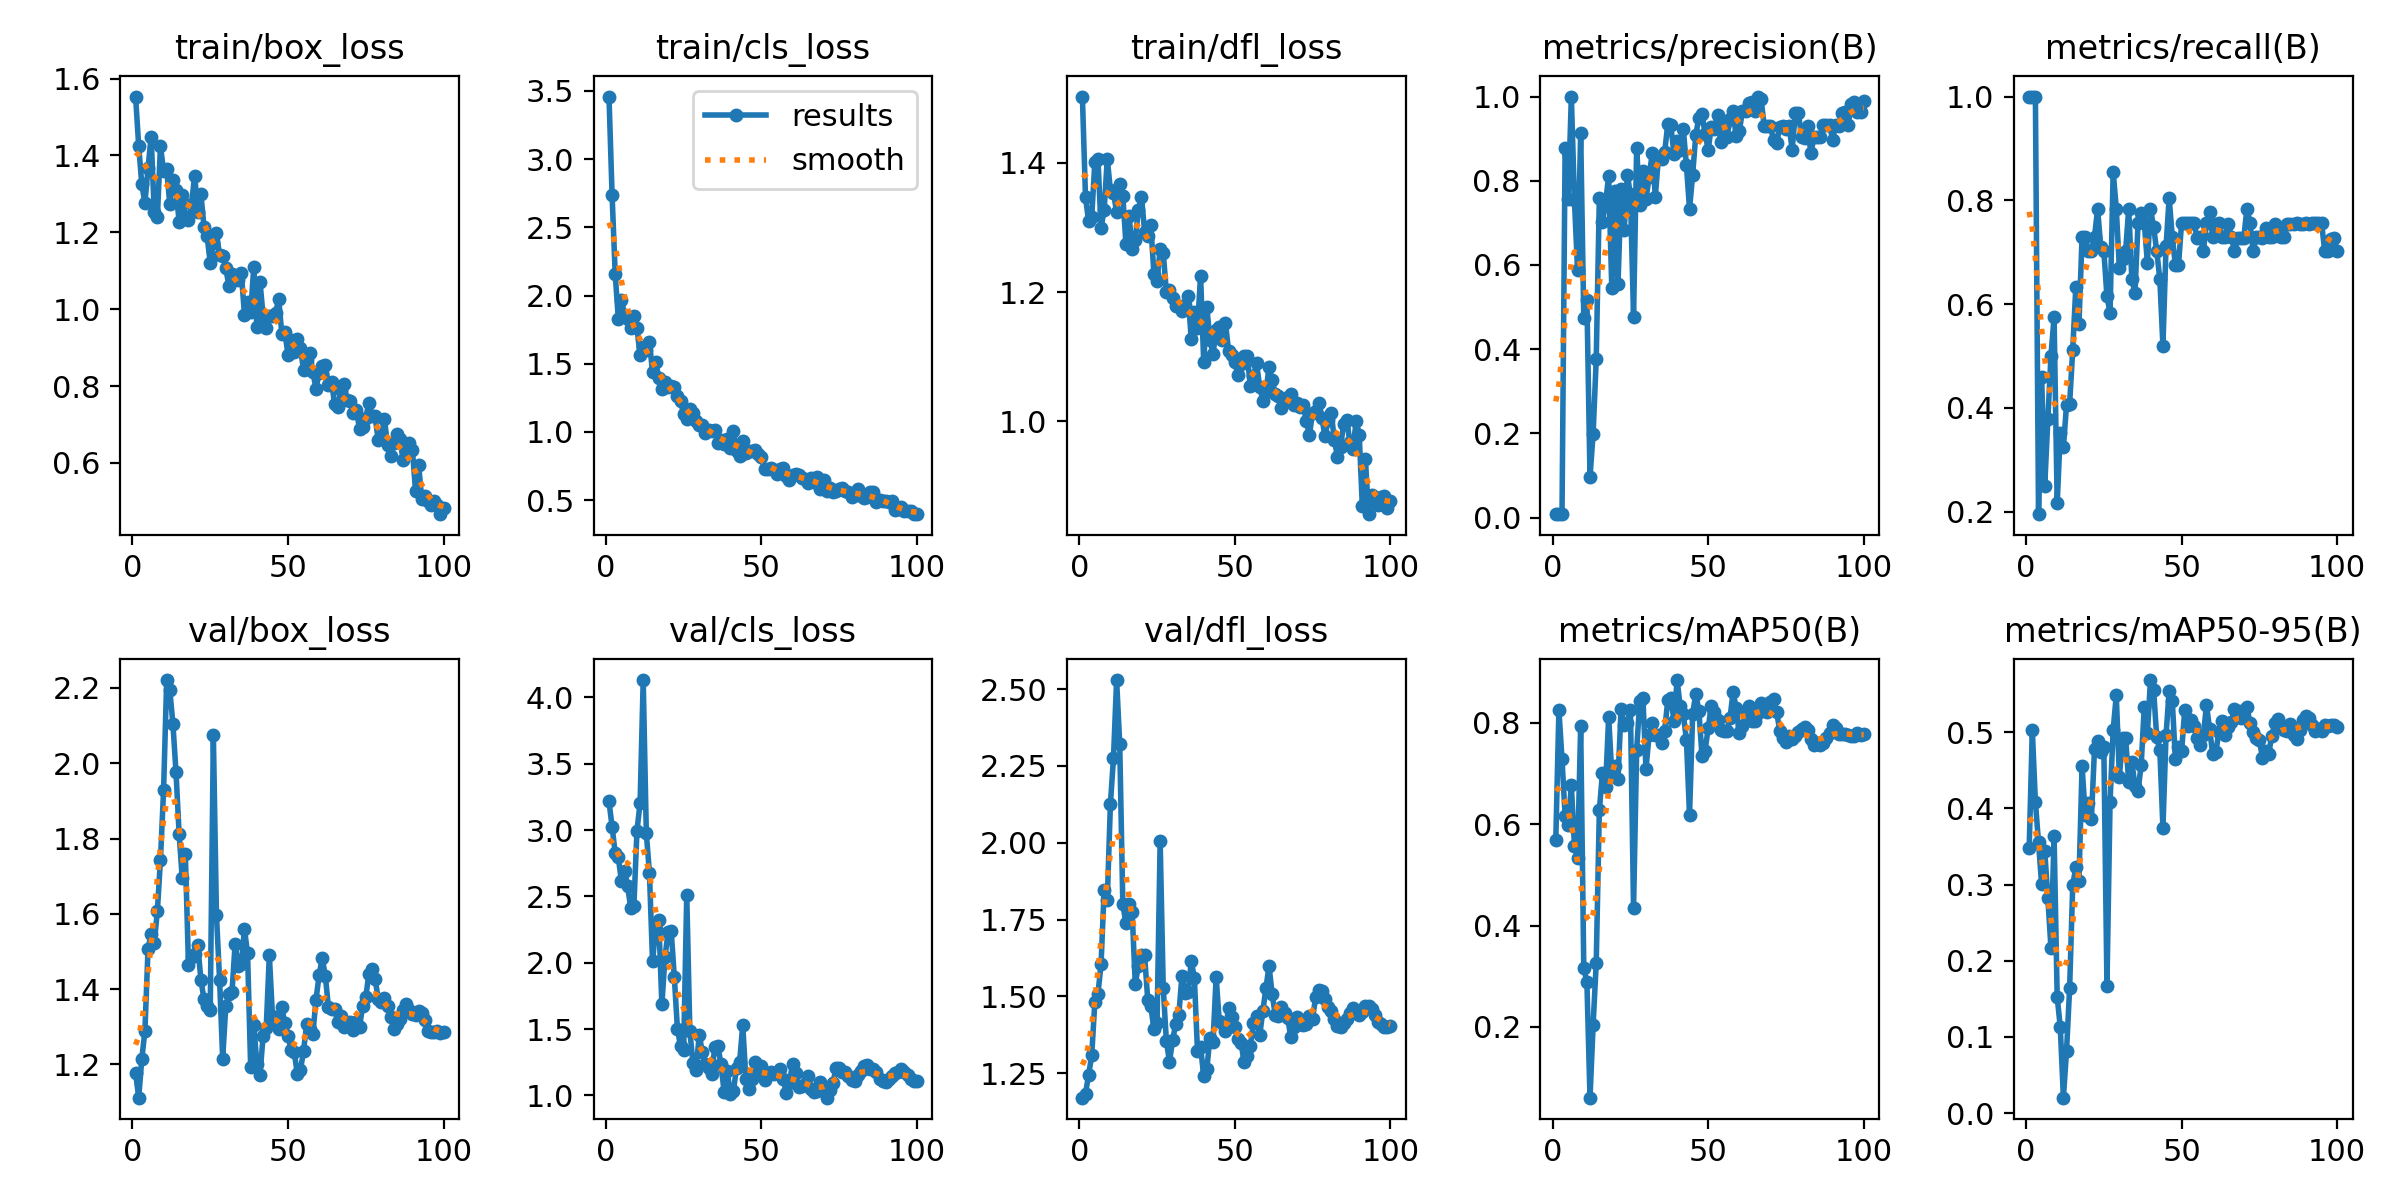 train/box_loss
train/cls_loss
train/dfl_loss
metrics/precision(B)
metrics/recall(B)
1.6
1.4
1.2
1.0
0.8
0.6
0 50 100
3.5
3.0
2.5
2.0
1.5
1.0
0.5
0 50 100
results
smooth
1.4
1.2
1.0
0 50 100
1.0
0.8
0.6
0.4
0.2
0.0
0 50 100
1.0
0.8
0.6
0.4
0.2
0 50 100
val/box_loss
val/cls_loss
val/dfl_loss
metrics/mAP50(B)
metrics/mAP50-95(B)
2.2
2.0
1.8
1.6
1.4
1.2
0 50 100
4.0
3.5
3.0
2.5
2.0
1.5
1.0
0 50 100
2.50
2.25
2.00
1.75
1.50
1.25
0 50 100
0.8
0.6
0.4
0.2
0 50 100
0.5
0.4
0.3
0.2
0.1
0.0
0 50 100